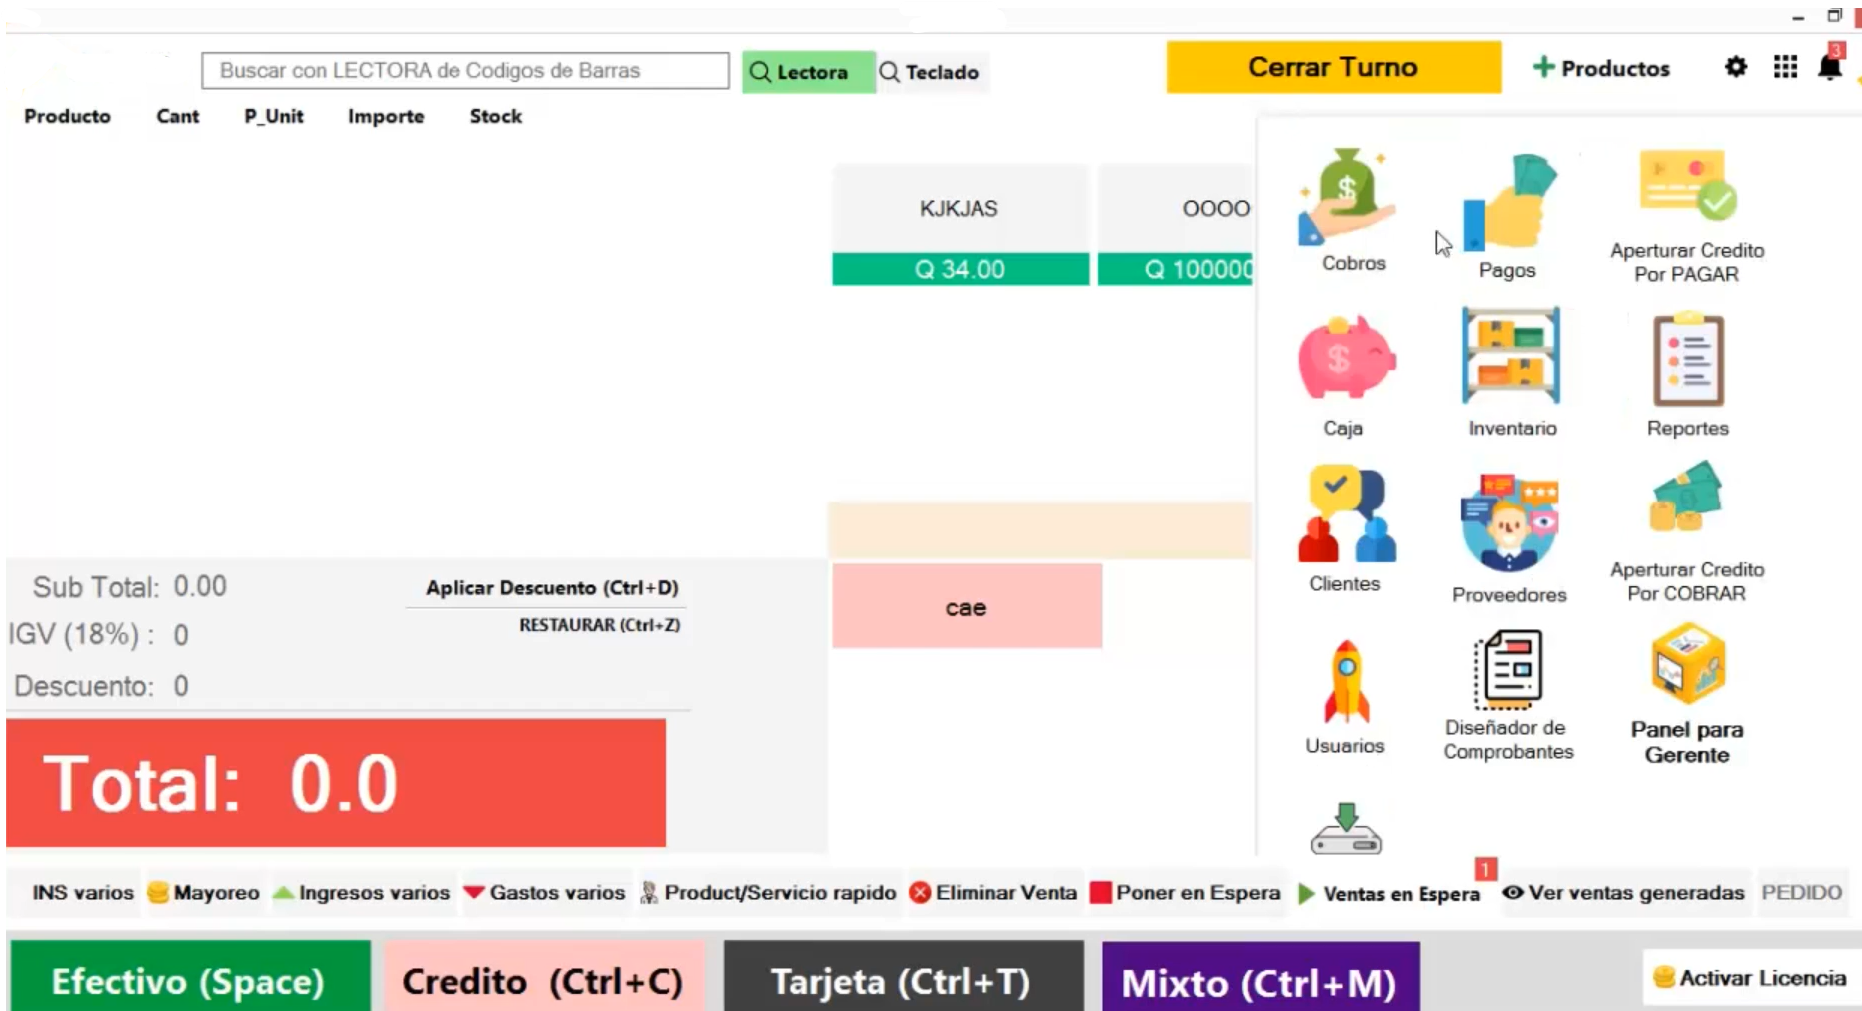 Buscar con LECTORA de Codigos de Barras
Lectora
Teclado
Cerrar Turno
Productos
3
Producto Cant P_Unit Importe Stock
KJKJAS
OOOO
Q 34.00
Q 100000
Cobros
Pagos
Aperturar Credito
Por PAGAR
Caja
Inventario
Reportes
Clientes
Proveedores
Aperturar Credito
Por COBRAR
Usuarios
Diseñador de
Comprobantes
Panel para
Gerente
cae
Sub Total: 0.00
Aplicar Descuento (Ctrl+D)
RESTAURAR (Ctrl+Z)
IGV (18%) : 0
Descuento: 0
Total: 0.0
INS varios
Mayoreo
Ingresos varios
Gastos varios
Product/Servicio rapido
Eliminar Venta
Poner en Espera
Ventas en Espera
1
Ver ventas generadas
PEDIDO
Efectivo (Space)
Credito (Ctrl+C)
Tarjeta (Ctrl+T)
Mixto (Ctrl+M)
Activar Licencia